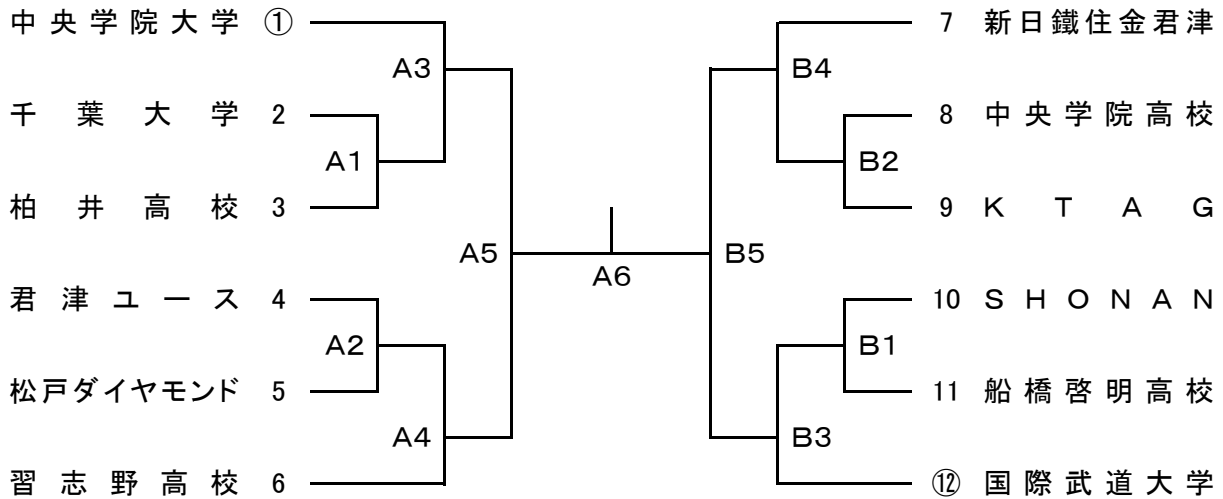 中央学院大学 ①
7 新日鐵住金君津
A3
B4
千葉大学 2
8 中央学院高校
A1
B2
柏井高校 3
9 KTAG
A5
B5
A6
君津ユース 4
10 SHONAN
A2
B1
松戸ダイヤモンド 5
11 船橋啓明高校
A4
B3
習志野高校 6
⑫ 国際武道大学